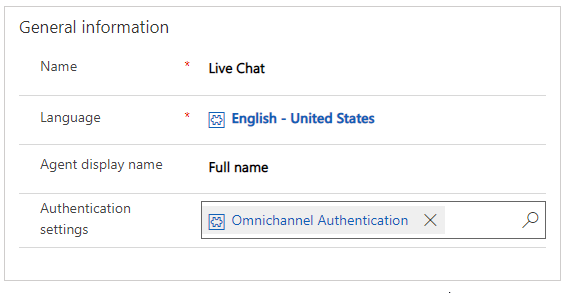 General information
Name * Live Chat
Language * English - United States
Agent display name Full name
Authentication settings Omnichannel Authentication